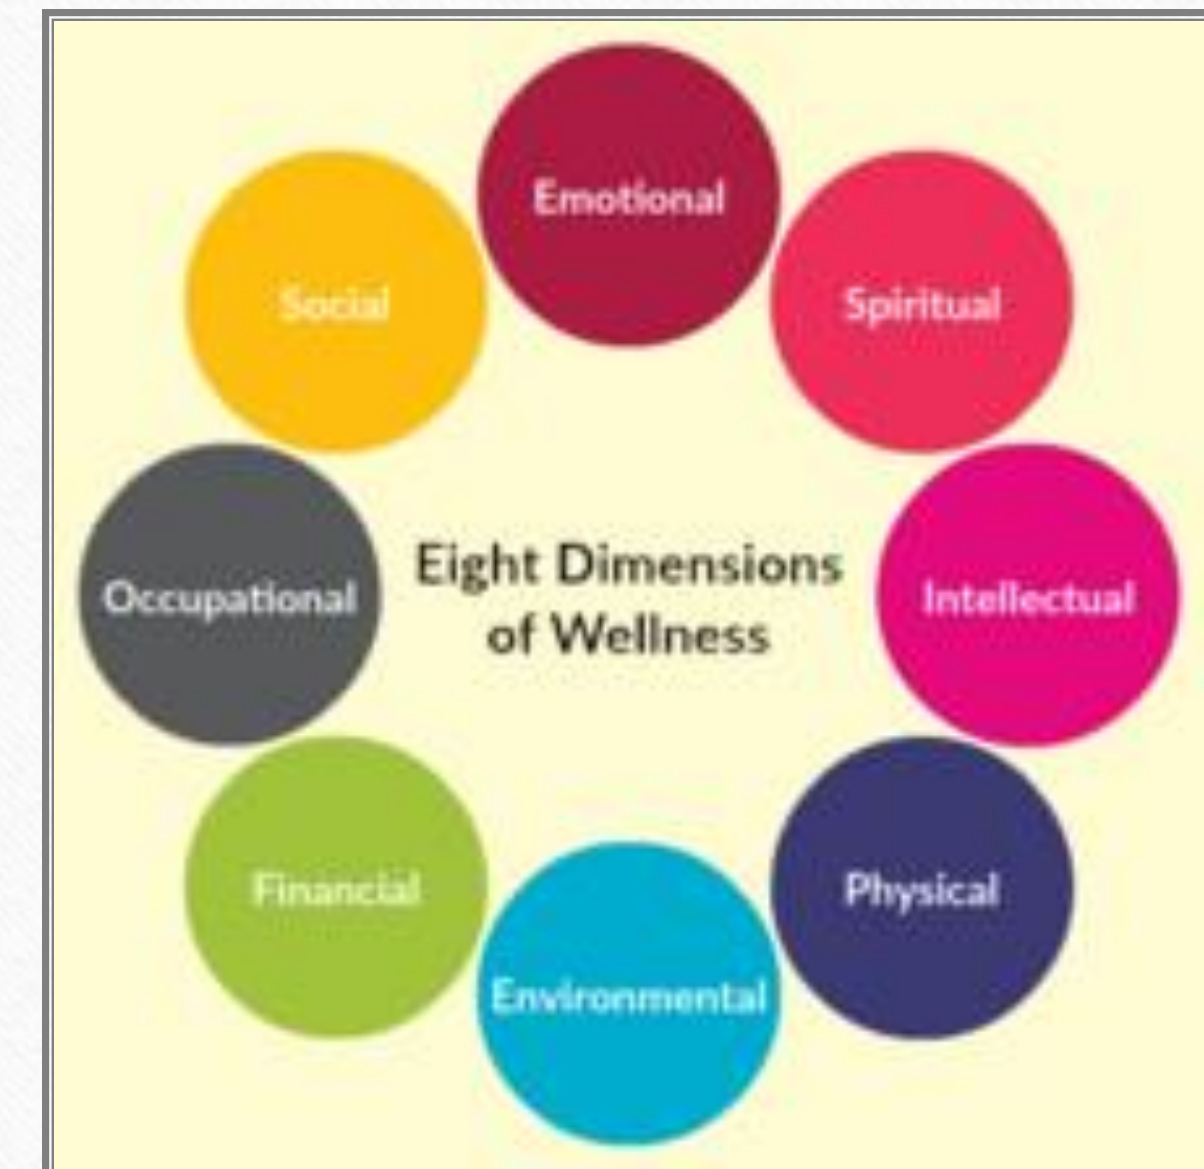 Emotional
Social
Spiritual
Eight Dimensions
of Wellness
Occupational
Intellectual
Financial
Physical
Environmental